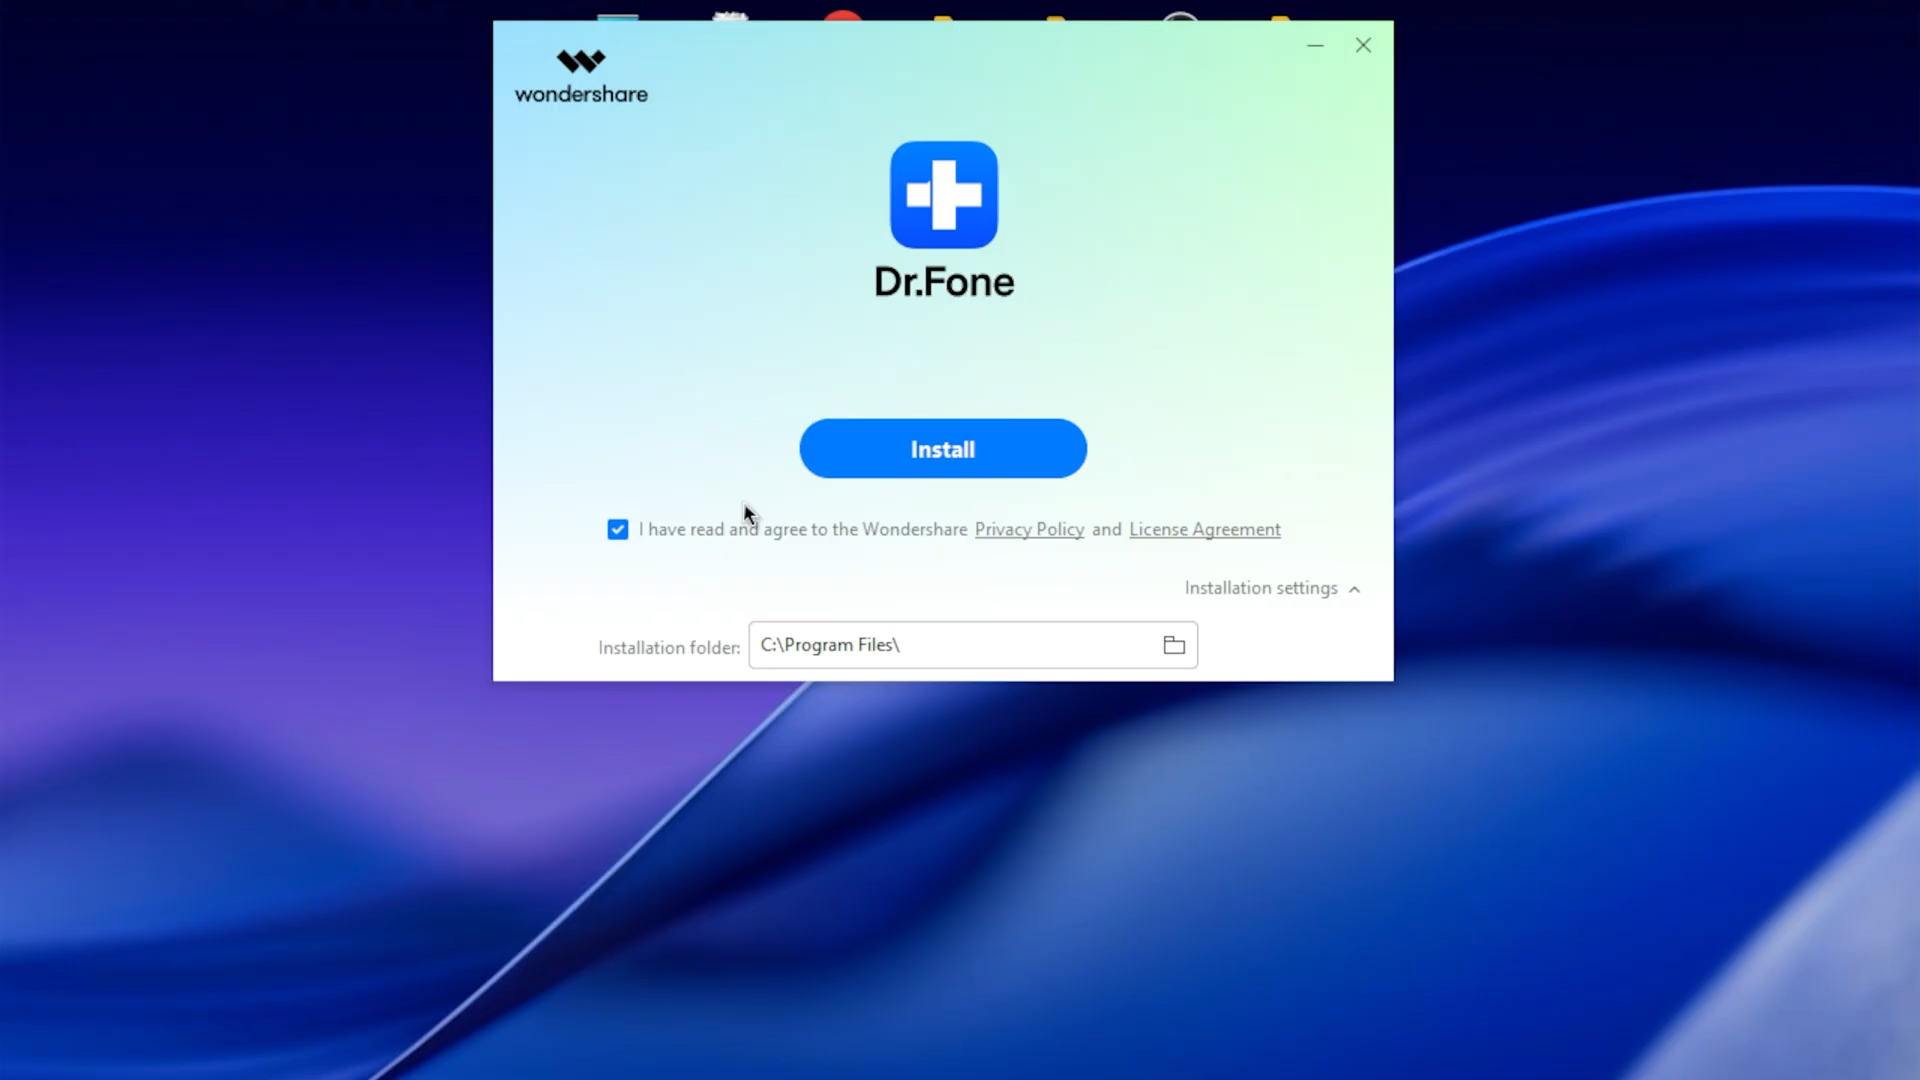 wondershare
Dr.Fone
Install
I have read and agree to the Wondershare Privacy Policy and License Agreement
Installation settings
Installation folder: C:\Program Files\